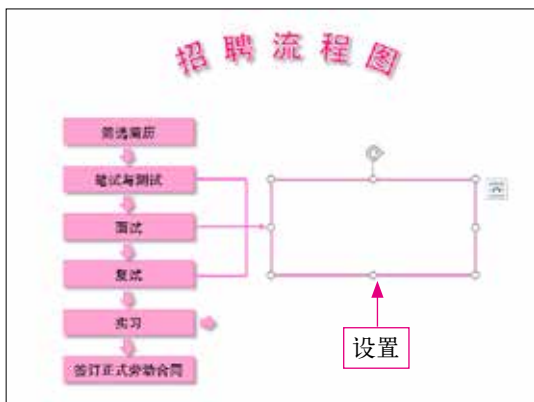 招聘流程图
筛选简历
笔试与测试
面试
复试
实习
签订正式劳动合同
设置